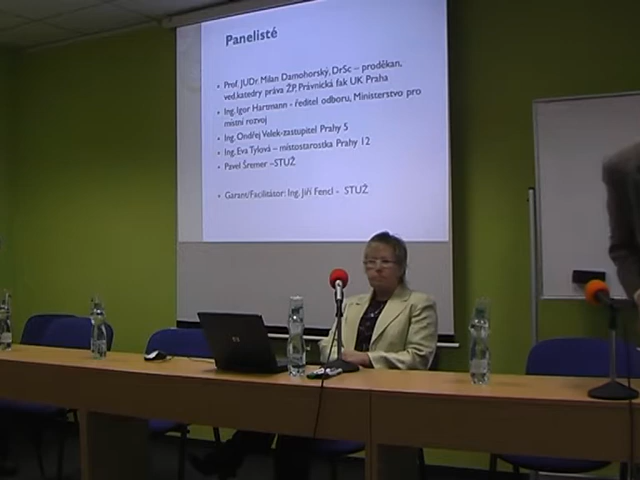 Panelisté
• Prof. JUDr. Milan Damohorský, DrSc – proděkan,
ved.katedry práva ŽP, Právnická fak UK Praha
• Ing. Igor Hartmann - ředitel odboru, Ministerstvo pro
místní rozvoj
• Ing. Ondřej Velek-zastupitel Prahy 5
• Ing. Eva Tylová – místostarostka Prahy 12
• Pavel Šremer –STUŽ
• Garant/Facilitátor: Ing. Jiří Fencl - STUŽ